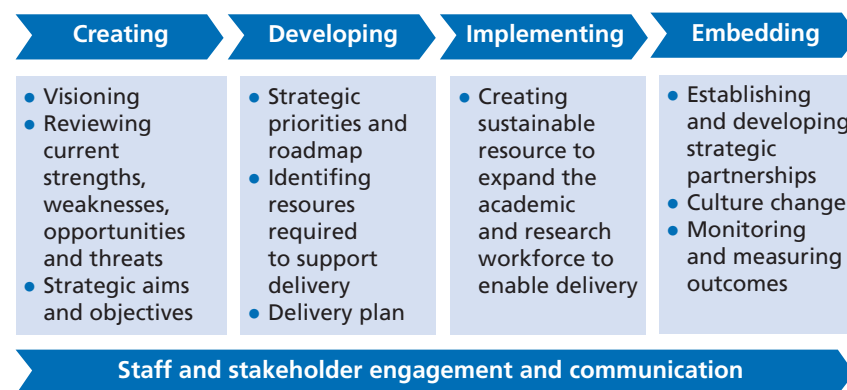 Creating
Developing
Implementing
Embedding
• Visioning
• Reviewing
current
strengths,
weaknesses,
opportunities
and threats
• Strategic aims
and objectives
• Strategic
priorities and
roadmap
• Identifing
resoures
required
to support
delivery
• Delivery plan
• Creating
sustainable
resource to
expand the
academic
and research
workforce to
enable delivery
• Establishing
and developing
strategic
partnerships
• Culture change
• Monitoring
and measuring
outcomes
Staff and stakeholder engagement and communication